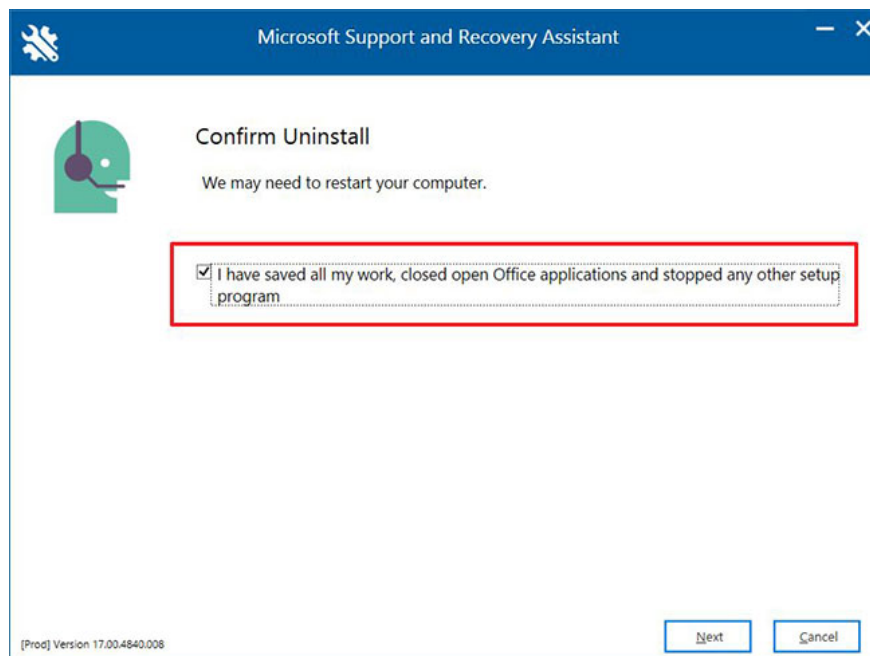 Microsoft Support and Recovery Assistant
Confirm Uninstall
We may need to restart your computer.
I have saved all my work, closed open Office applications and stopped any other setup
program
[Prod] Version 17.00.4840.008
Next
Cancel